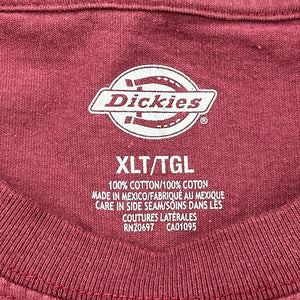 Dickies
®
XLT/TGL
100% COTTON/100% COTON
MADE IN MEXICO/FABRIQUÉ AU MEXIQUE
CARE IN SIDE SEAM/SOINS DANS LES
COUTURES LATÉRALES
RN20697 CA01095